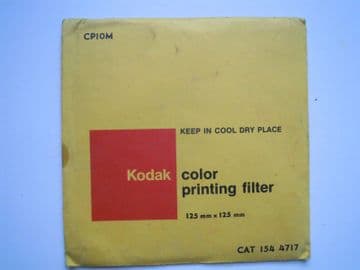 CP10M
KEEP IN COOL DRY PLACE
Kodak color
printing filter
125 mm x 125 mm
CAT 154 4717